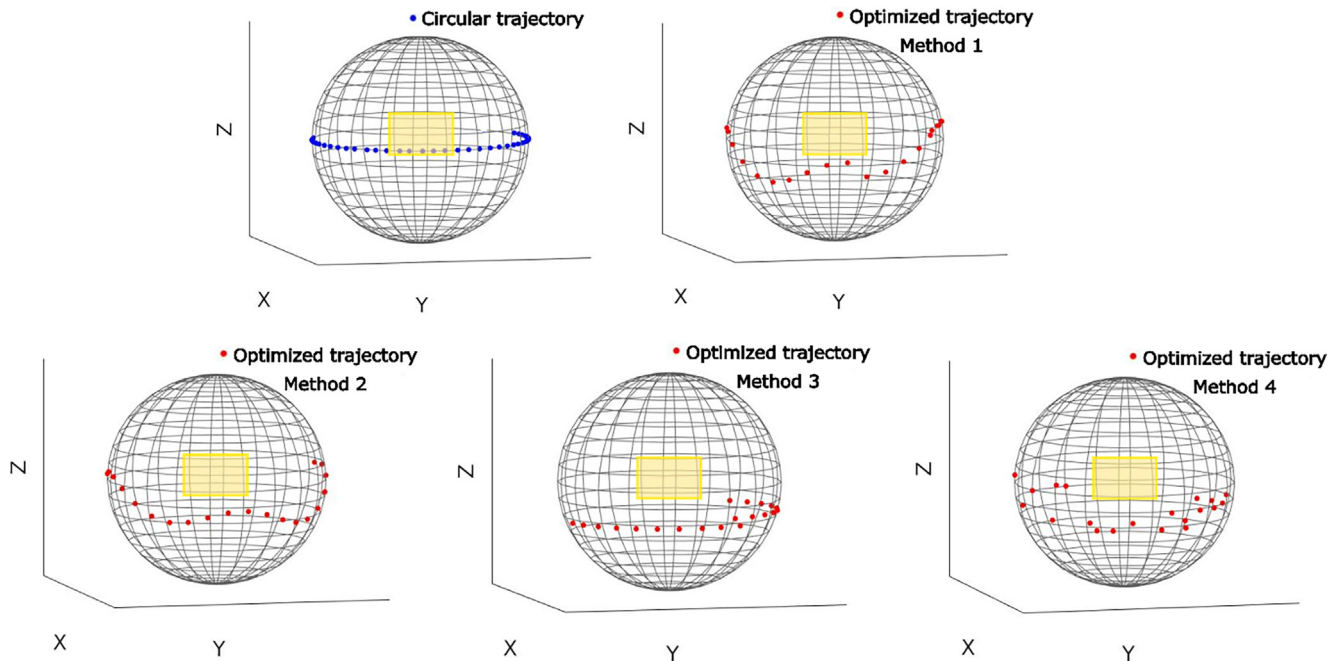 Circular trajectory
Z
X
Y
Optimized trajectory
Method 1
Z
X
Y
Optimized trajectory
Method 2
Z
X
Y
Optimized trajectory
Method 3
Z
X
Y
Optimized trajectory
Method 4
Z
X
Y